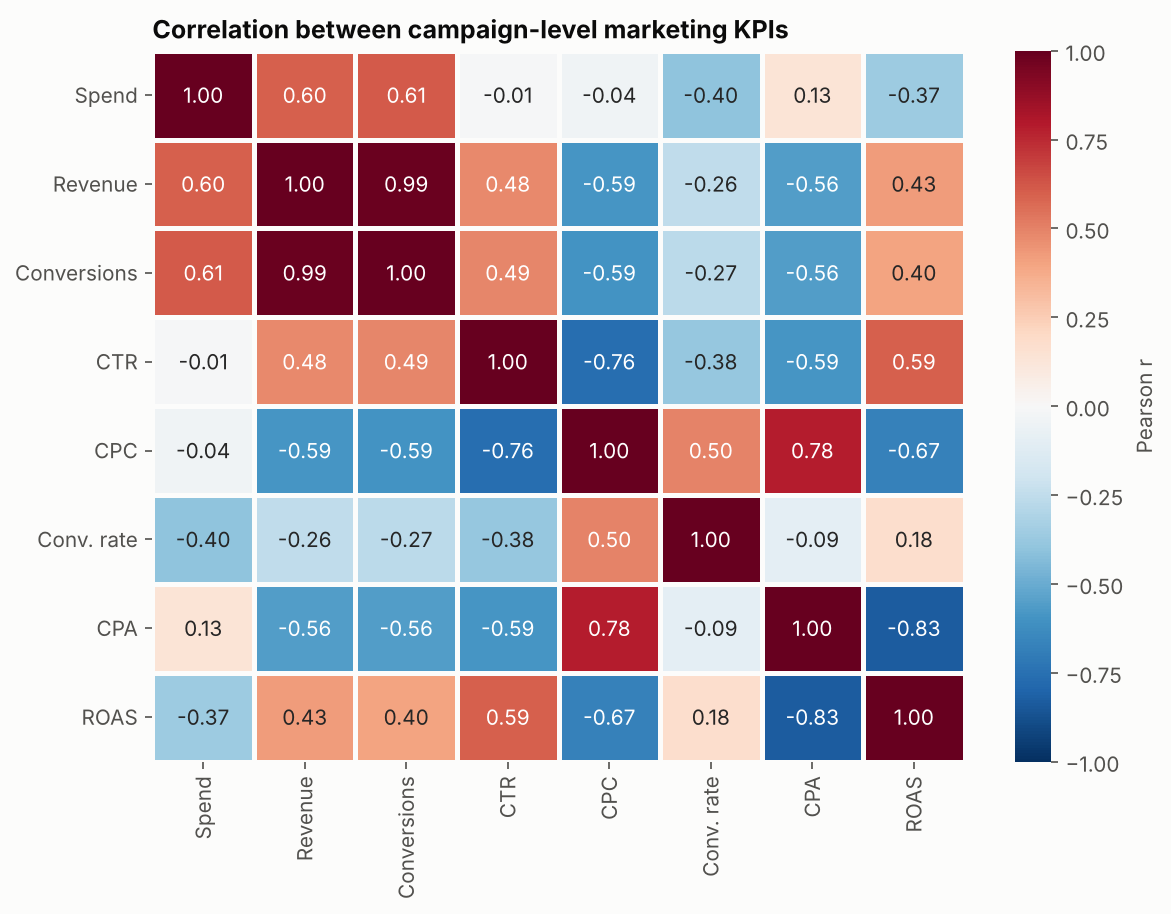 Correlation between campaign-level marketing KPIs
Spend 1.00 0.60 0.61 -0.01 -0.04 -0.40 0.13 -0.37
Revenue 0.60 1.00 0.99 0.48 -0.59 -0.26 -0.56 0.43
Conversions 0.61 0.99 1.00 0.49 -0.59 -0.27 -0.56 0.40
CTR -0.01 0.48 0.49 1.00 -0.76 -0.38 -0.59 0.59
CPC -0.04 -0.59 -0.59 -0.76 1.00 0.50 0.78 -0.67
Conv. rate -0.40 -0.26 -0.27 -0.38 0.50 1.00 -0.09 0.18
CPA 0.13 -0.56 -0.56 -0.59 0.78 -0.09 1.00 -0.83
ROAS -0.37 0.43 0.40 0.59 -0.67 0.18 -0.83 1.00
Spend Revenue Conversions CTR CPC Conv. rate CPA ROAS
1.00
0.75
0.50
0.25
0.00
−0.25
−0.50
−0.75
−1.00
Pearson r